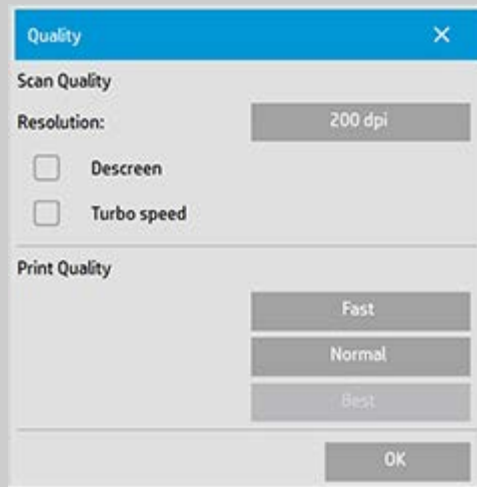 Quality
Scan Quality
Resolution: 200 dpi
Descreen
Turbo speed
Print Quality
Fast
Normal
Best
OK